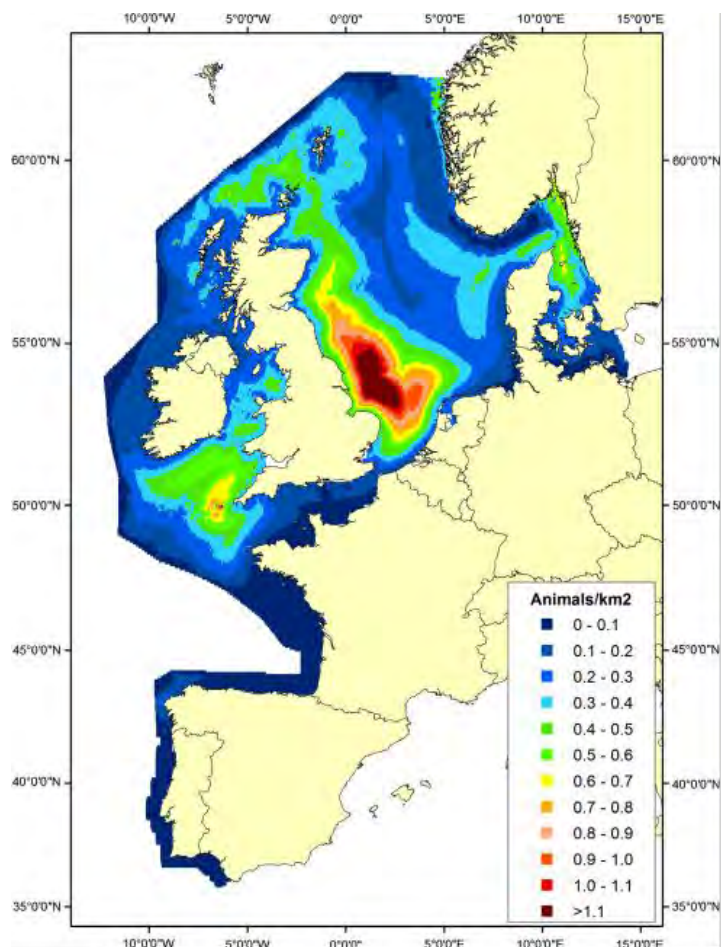 10°0'0"W 5°0'0"W 0°0'0" 5°0'0"E 10°0'0"E 15°0'0"E
60°0'0"N 60°0'0"N
55°0'0"N 55°0'0"N
50°0'0"N 50°0'0"N
45°0'0"N 45°0'0"N
40°0'0"N 40°0'0"N
35°0'0"N 35°0'0"N
Animals/km2
0 - 0.1
0.1 - 0.2
0.2 - 0.3
0.3 - 0.4
0.4 - 0.5
0.5 - 0.6
0.6 - 0.7
0.7 - 0.8
0.8 - 0.9
0.9 - 1.0
1.0 - 1.1
>1.1
10°0'0"W 5°0'0"W 0°0'0" 5°0'0"E 10°0'0"E 15°0'0"E